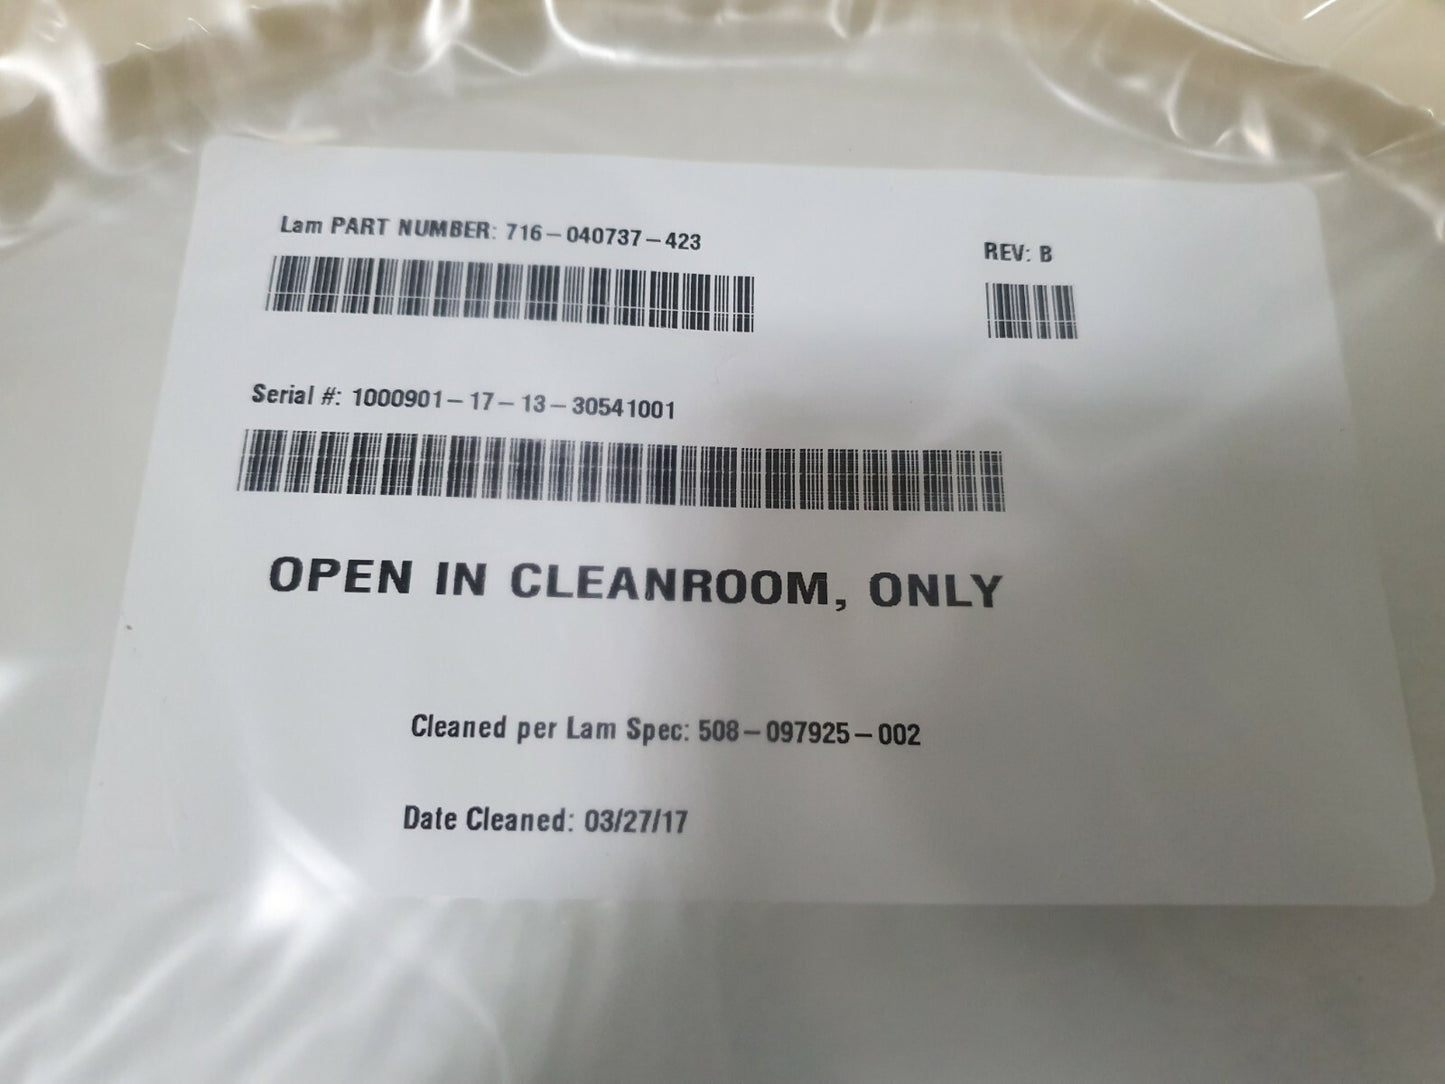 Lam PART NUMBER: 716-040737-423
REV: B
Serial #: 1000901-17-13-30541001
OPEN IN CLEANROOM, ONLY
Cleaned per Lam Spec: 508-097925-002
Date Cleaned: 03/27/17